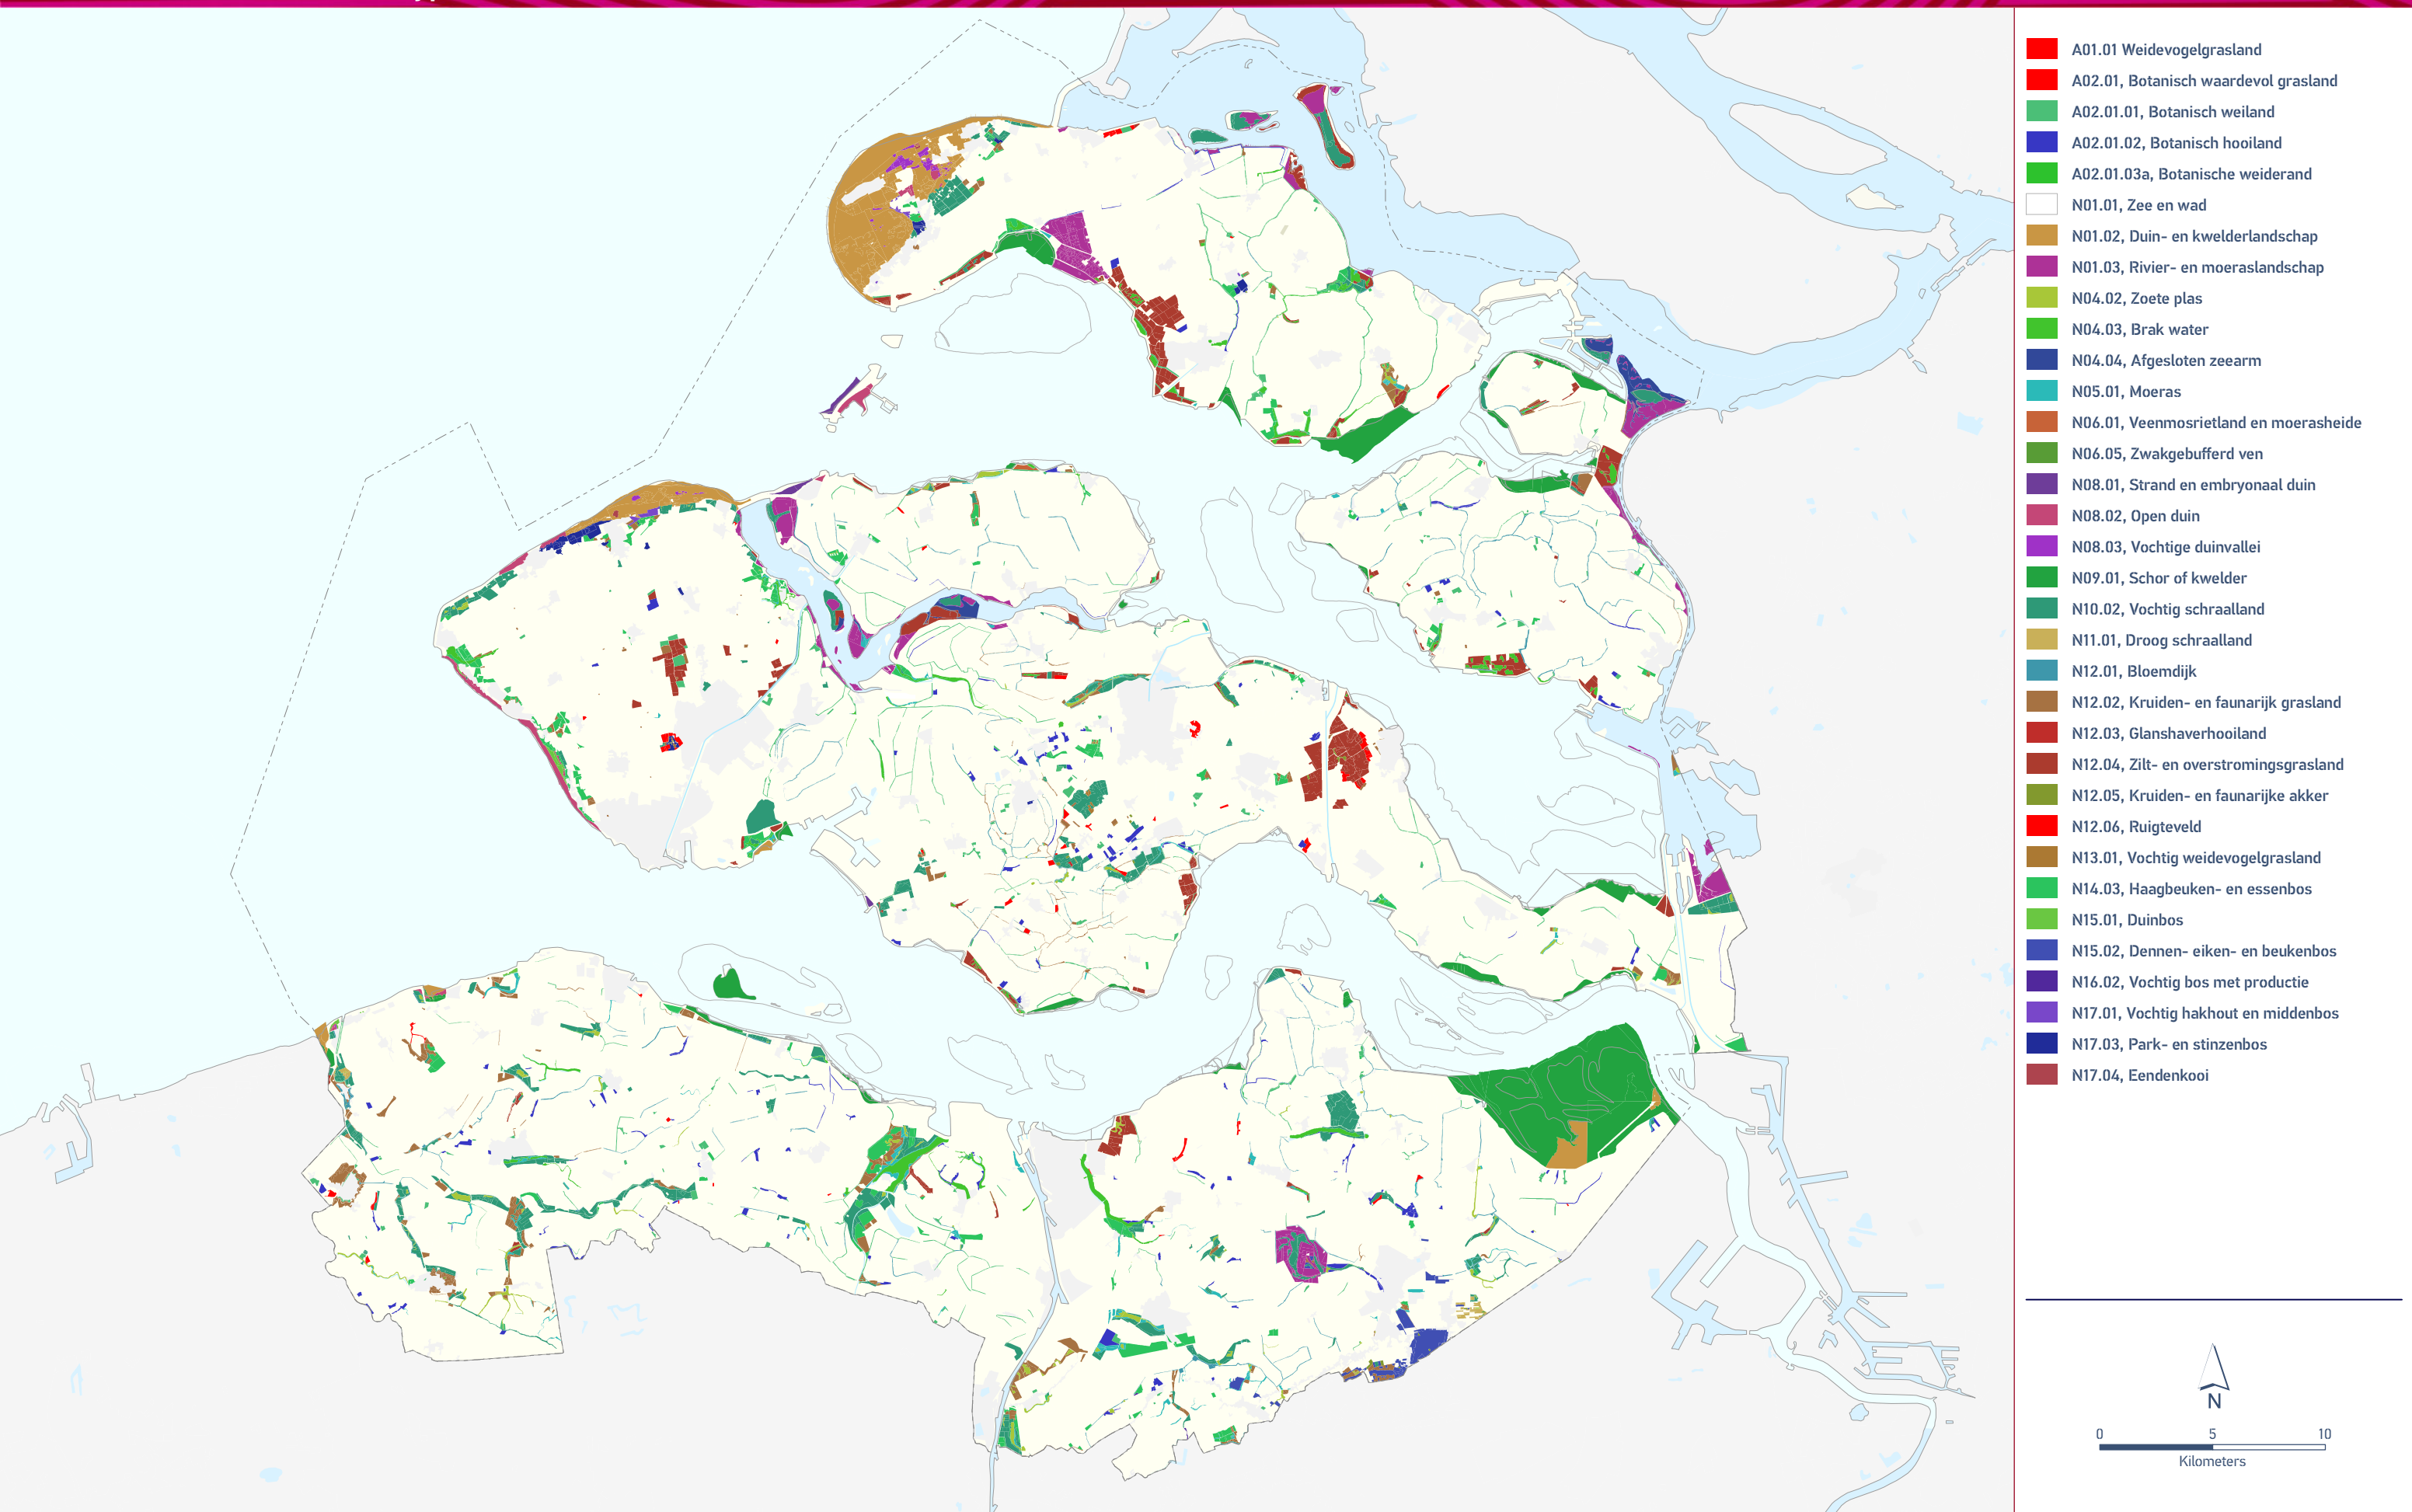 A01.01 Weidevogelgrasland
A02.01, Botanisch waardevol grasland
A02.01.01, Botanisch weiland
A02.01.02, Botanisch hooiland
A02.01.03a, Botanische weiderand
N01.01, Zee en wad
N01.02, Duin- en kwelderlandschap
N01.03, Rivier- en moeraslandschap
N04.02, Zoete plas
N04.03, Brak water
N04.04, Afgesloten zeearm
N05.01, Moeras
N06.01, Veenmosrietland en moerasheide
N06.05, Zwakgebufferd ven
N08.01, Strand en embryonaal duin
N08.02, Open duin
N08.03, Vochtige duinvallei
N09.01, Schor of kwelder
N10.02, Vochtig schraalland
N11.01, Droog schraalland
N12.01, Bloemdijk
N12.02, Kruiden- en faunarijk grasland
N12.03, Glanshaverhooiland
N12.04, Zilt- en overstromingsgrasland
N12.05, Kruiden- en faunarijke akker
N12.06, Ruigteveld
N13.01, Vochtig weidevogelgrasland
N14.03, Haagbeuken- en essenbos
N15.01, Duinbos
N15.02, Dennen- eiken- en beukenbos
N16.02, Vochtig bos met productie
N17.01, Vochtig hakhout en middenbos
N17.03, Park- en stinzenbos
N17.04, Eendenkooi
N
0 5 10
Kilometers